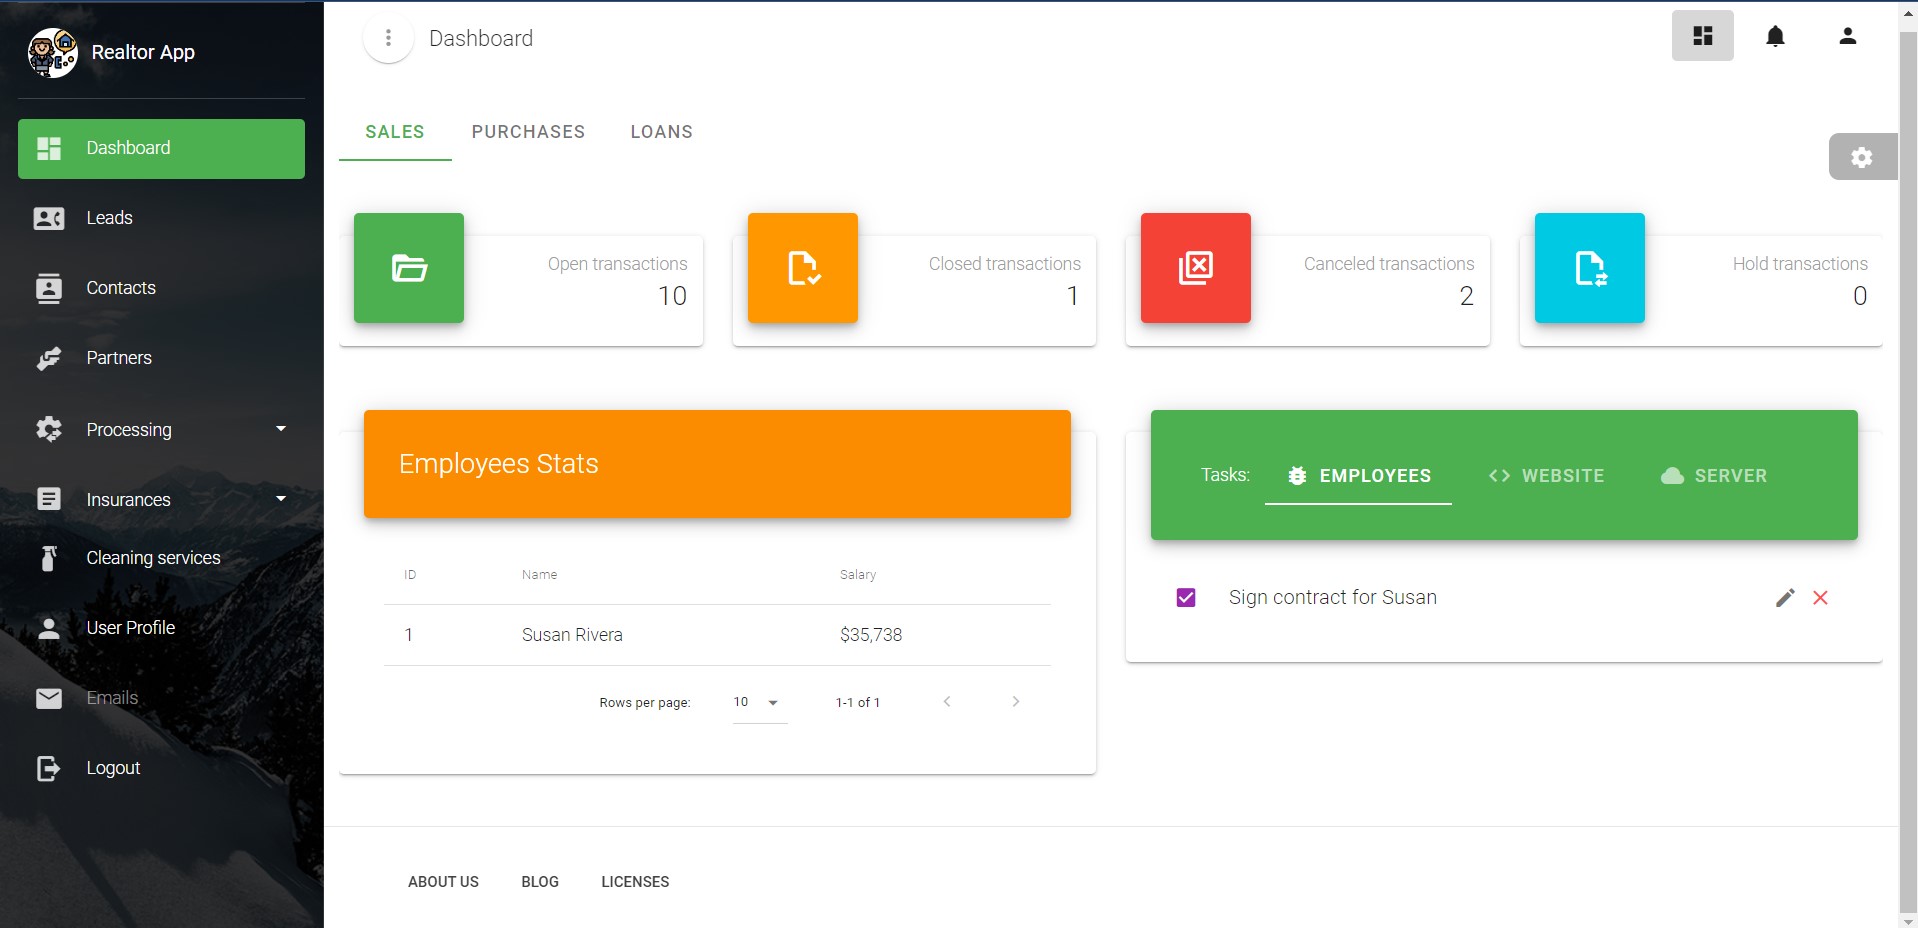 Realtor App
Dashboard
Leads
Contacts
Partners
Processing
Insurances
Cleaning services
User Profile
Emails
Logout
Dashboard
SALES PURCHASES LOANS
Open transactions
10
Closed transactions
1
Canceled transactions
2
Hold transactions
0
Employees Stats
ID Name Salary
1 Susan Rivera $35,738
Rows per page: 10 1-1 of 1
Tasks: EMPLOYEES WEBSITE SERVER
Sign contract for Susan
ABOUT US BLOG LICENSES